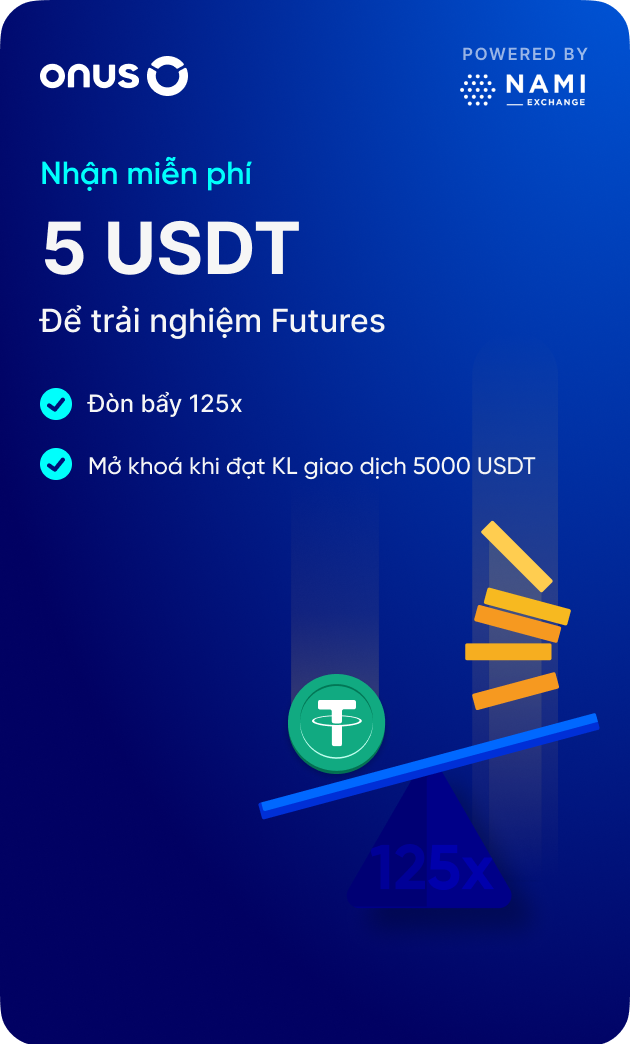 onus
POWERED BY
NAMI
EXCHANGE
Nhận miễn phí
5 USDT
Để trải nghiệm Futures
Đòn bẩy 125x
Mở khoá khi đạt KL giao dịch 5000 USDT
125x